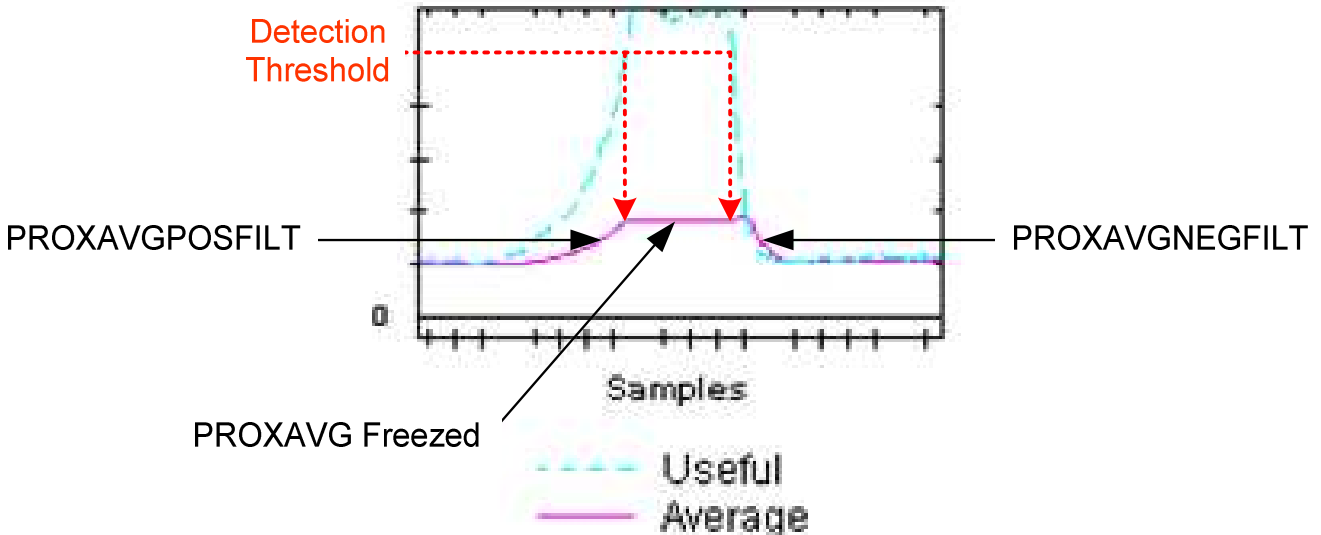 Detection
Threshold
PROXAVGPOSFILT
PROXAVGNEGFILT
0
Samples
PROXAVG Freezed
Useful
Average